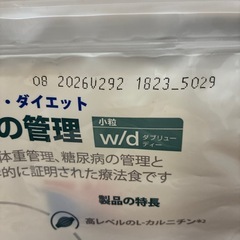 08 2026V292 1823_5029
・ダイエット
の管理
小粒
w/d
ダブリュー
ディー
体重管理、糖尿病の管理と
的に証明された療法食です
製品の特長
高レベルのL-カルニチン※2